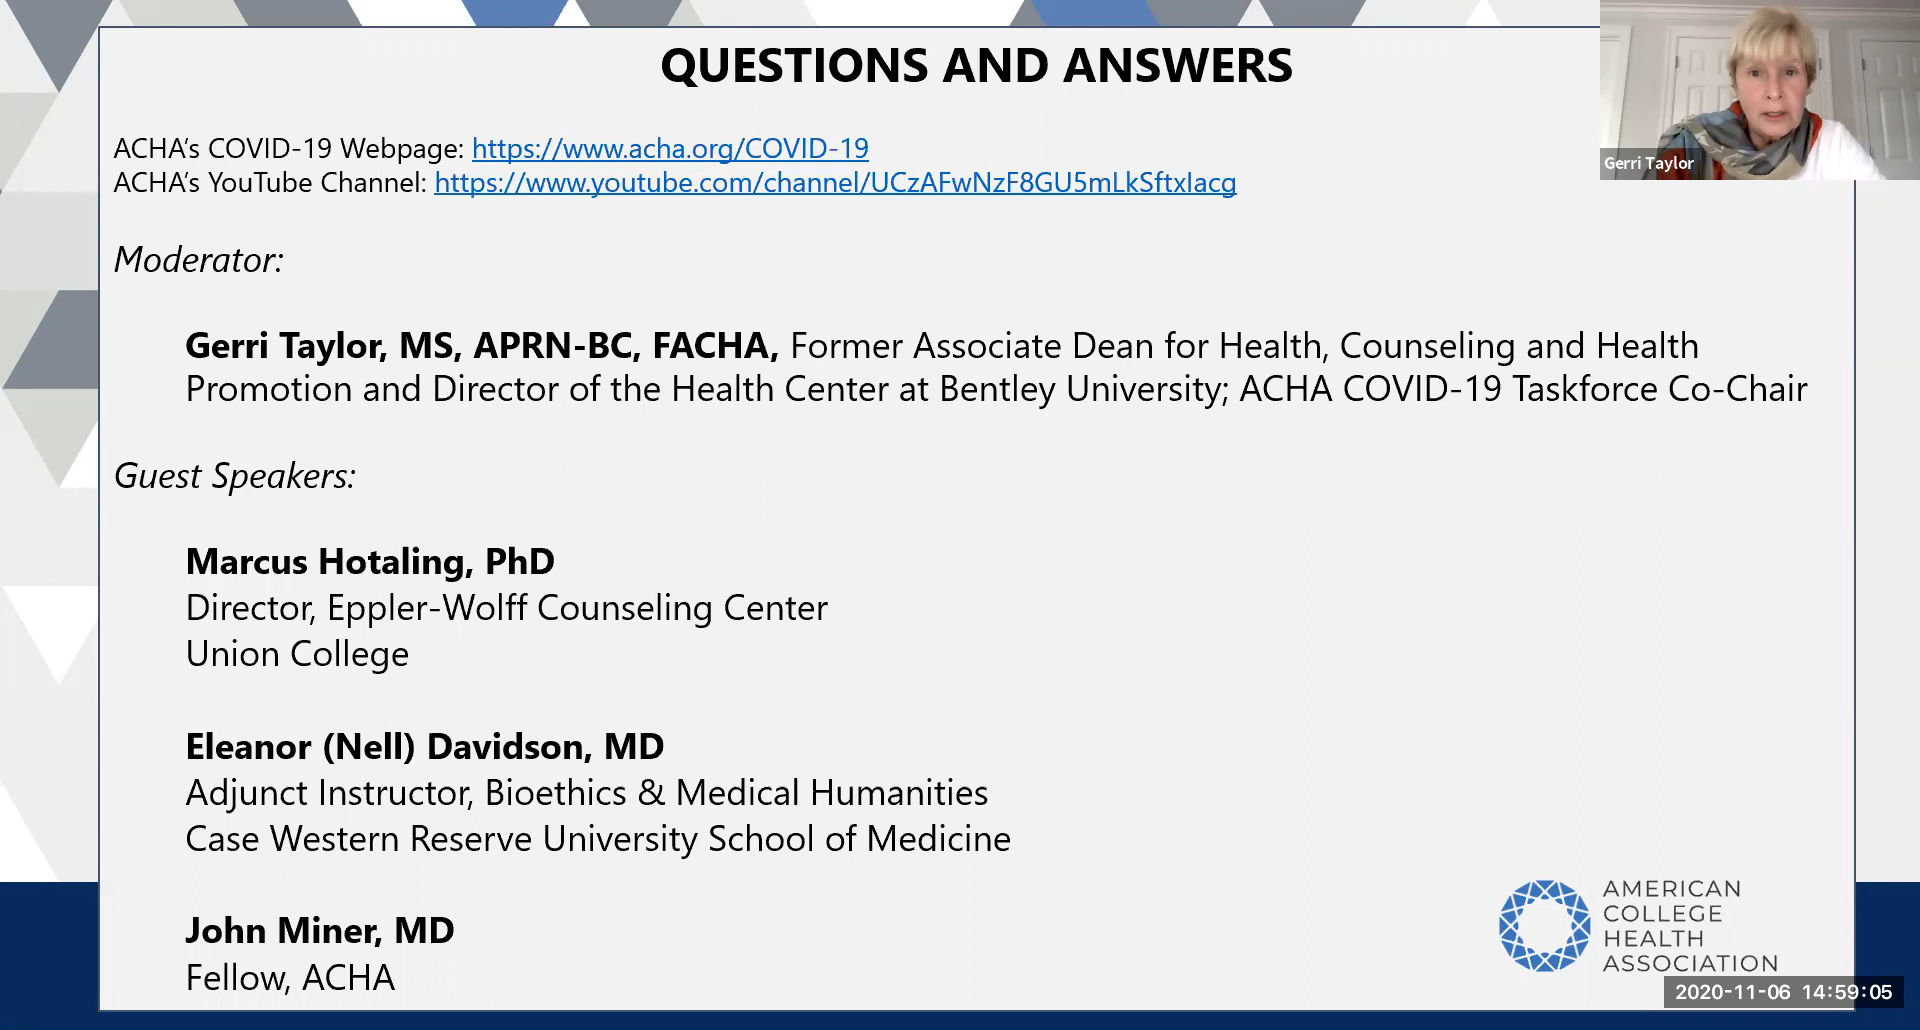 QUESTIONS AND ANSWERS
ACHA's COVID-19 Webpage: https://www.acha.org/COVID-19
ACHA's YouTube Channel: https://www.youtube.com/channel/UCzAFwNzF8GU5mLkSftxIacg
Gerri Taylor
Moderator:
Gerri Taylor, MS, APRN-BC, FACHA, Former Associate Dean for Health, Counseling and Health
Promotion and Director of the Health Center at Bentley University; ACHA COVID-19 Taskforce Co-Chair
Guest Speakers:
Marcus Hotaling, PhD
Director, Eppler-Wolff Counseling Center
Union College
Eleanor (Nell) Davidson, MD
Adjunct Instructor, Bioethics & Medical Humanities
Case Western Reserve University School of Medicine
John Miner, MD
Fellow, ACHA
AMERICAN
COLLEGE
HEALTH
ASSOCIATION
2020-11-06 14:59:05